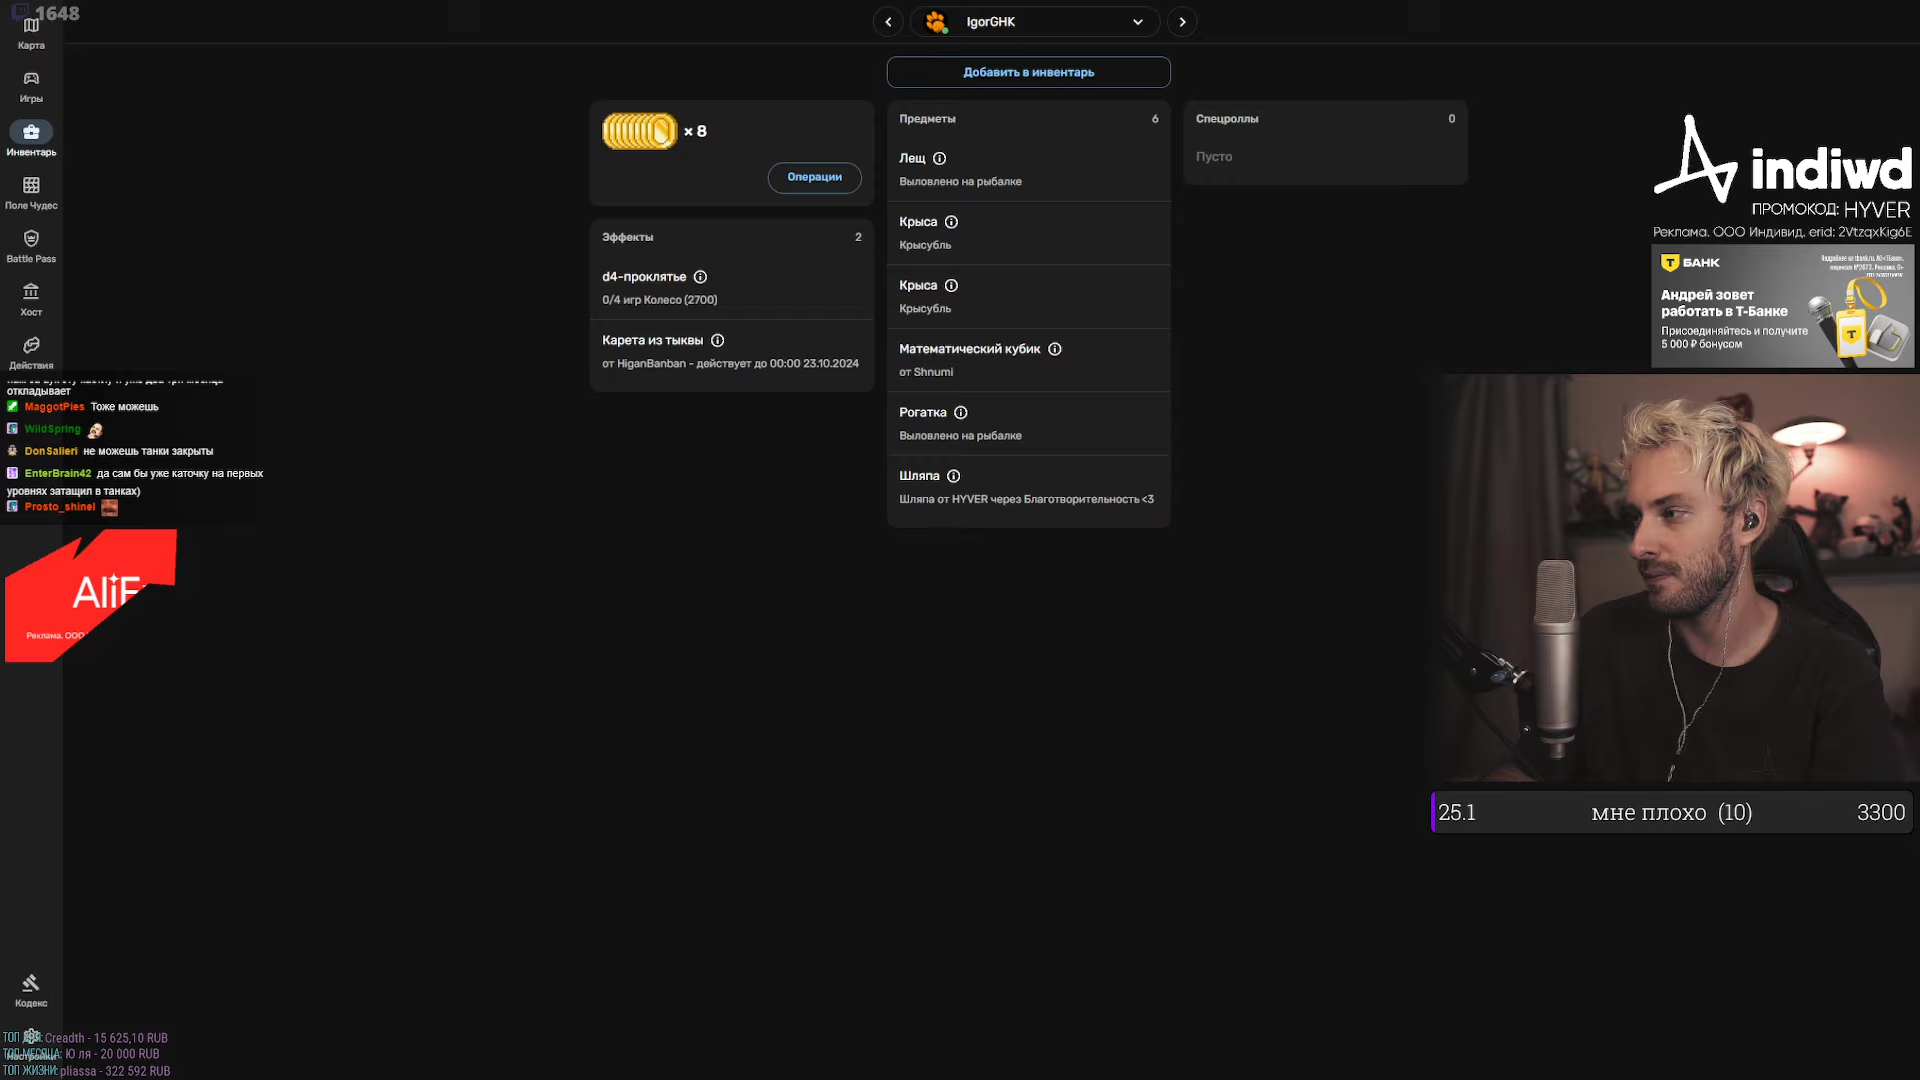 1648
Карта
Игры
Инвентарь
Поле Чудес
Battle Pass
Хост
Действия
откладывает
MaggotPies Тоже можешь
WildSpring
DonSalieri не можешь танки закрыты
EnterBrain42 да сам бы уже каточку на первых
уровнях затащил в танках)
Prosto_shinel
AliE
Реклама. ООО
Кодекс
Настройки
ТОП ДНЯ: Creadth - 15 625,10 RUB
ТОП МЕСЯЦА: Ю ля - 20 000 RUB
ТОП ЖИЗНИ: pliassa - 322 592 RUB
IgorGHK
Добавить в инвентарь
× 8
Операции
Эффекты 2
d4-проклятье
0/4 игр Колесо (2700)
Карета из тыквы
от HiganBanban - действует до 00:00 23.10.2024
Предметы 6
Лещ
Выловлено на рыбалке
Крыса
Крысубль
Крыса
Крысубль
Математический кубик
от Shnumi
Рогатка
Выловлено на рыбалке
Шляпа
Шляпа от HYVER через Благотворительность <3
Спецроллы 0
Пусто
indiwd
ПРОМОКОД: HYVER
Реклама. ООО Индивид. erid: 2VtzqxKig6E
Т БАНК
Андрей зовет
работать в Т-Банке
Присоединяйтесь и получите
5 000 ₽ бонусом
25.1 мне плохо (10) 3300